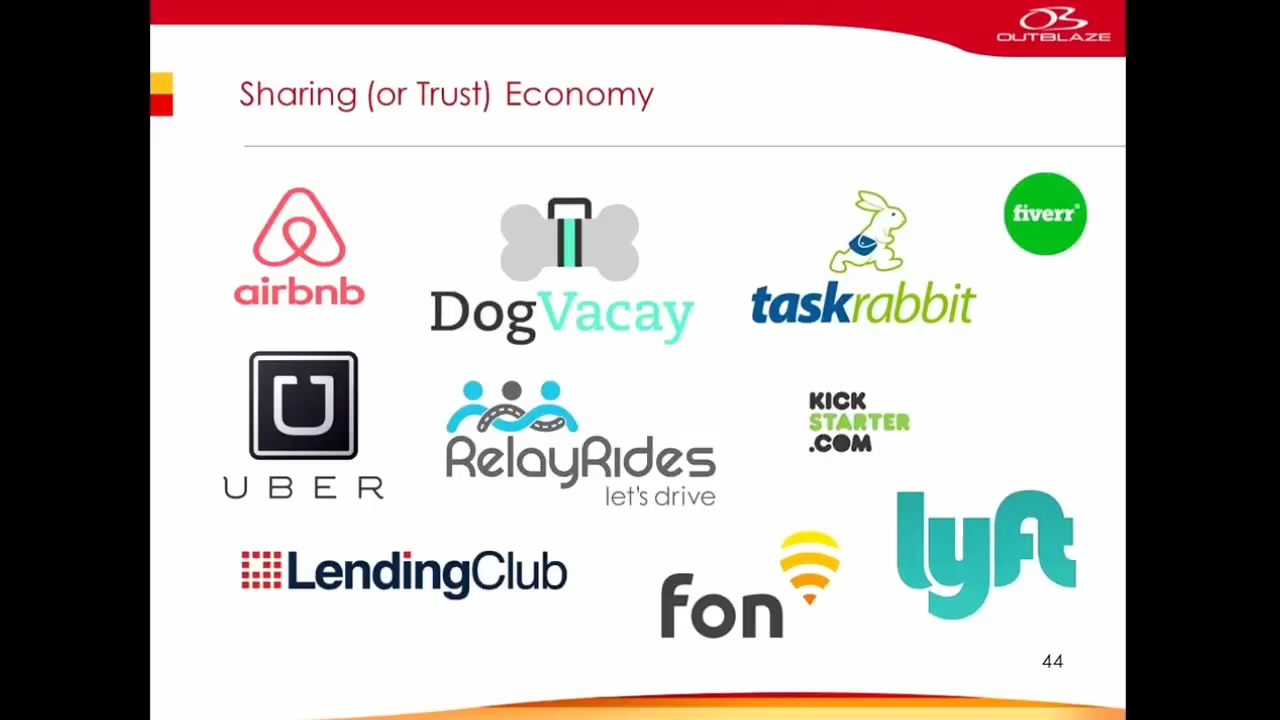 OUTBLAZE
Sharing (or Trust) Economy
airbnb
DogVacay
taskrabbit
fiverr®
UBER
RelayRides
let's drive
KICK
STARTER
.COM
LendingClub
fon
lyft
44